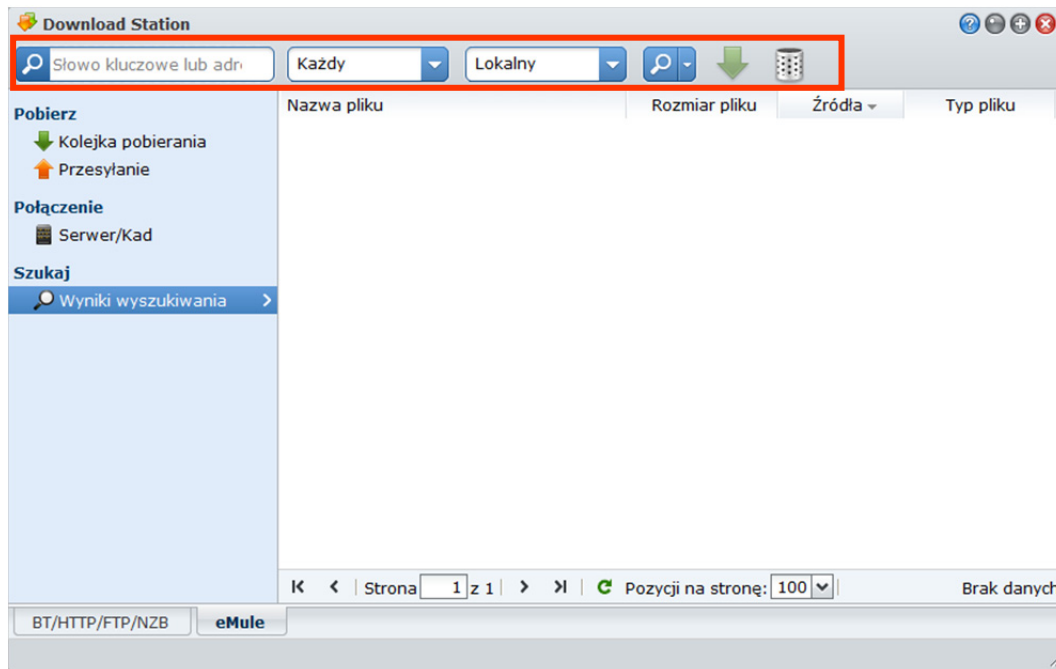 Download Station
Słowo kluczowe lub adr
Każdy
Lokalny
Pobierz
Kolejka pobierania
Przesyłanie
Połączenie
Serwer/Kad
Szukaj
Wyniki wyszukiwania
Nazwa pliku Rozmiar pliku Źródła Typ pliku
Strona 1 z 1 Pozycji na stronę: 100 Brak danych
BT/HTTP/FTP/NZB eMule